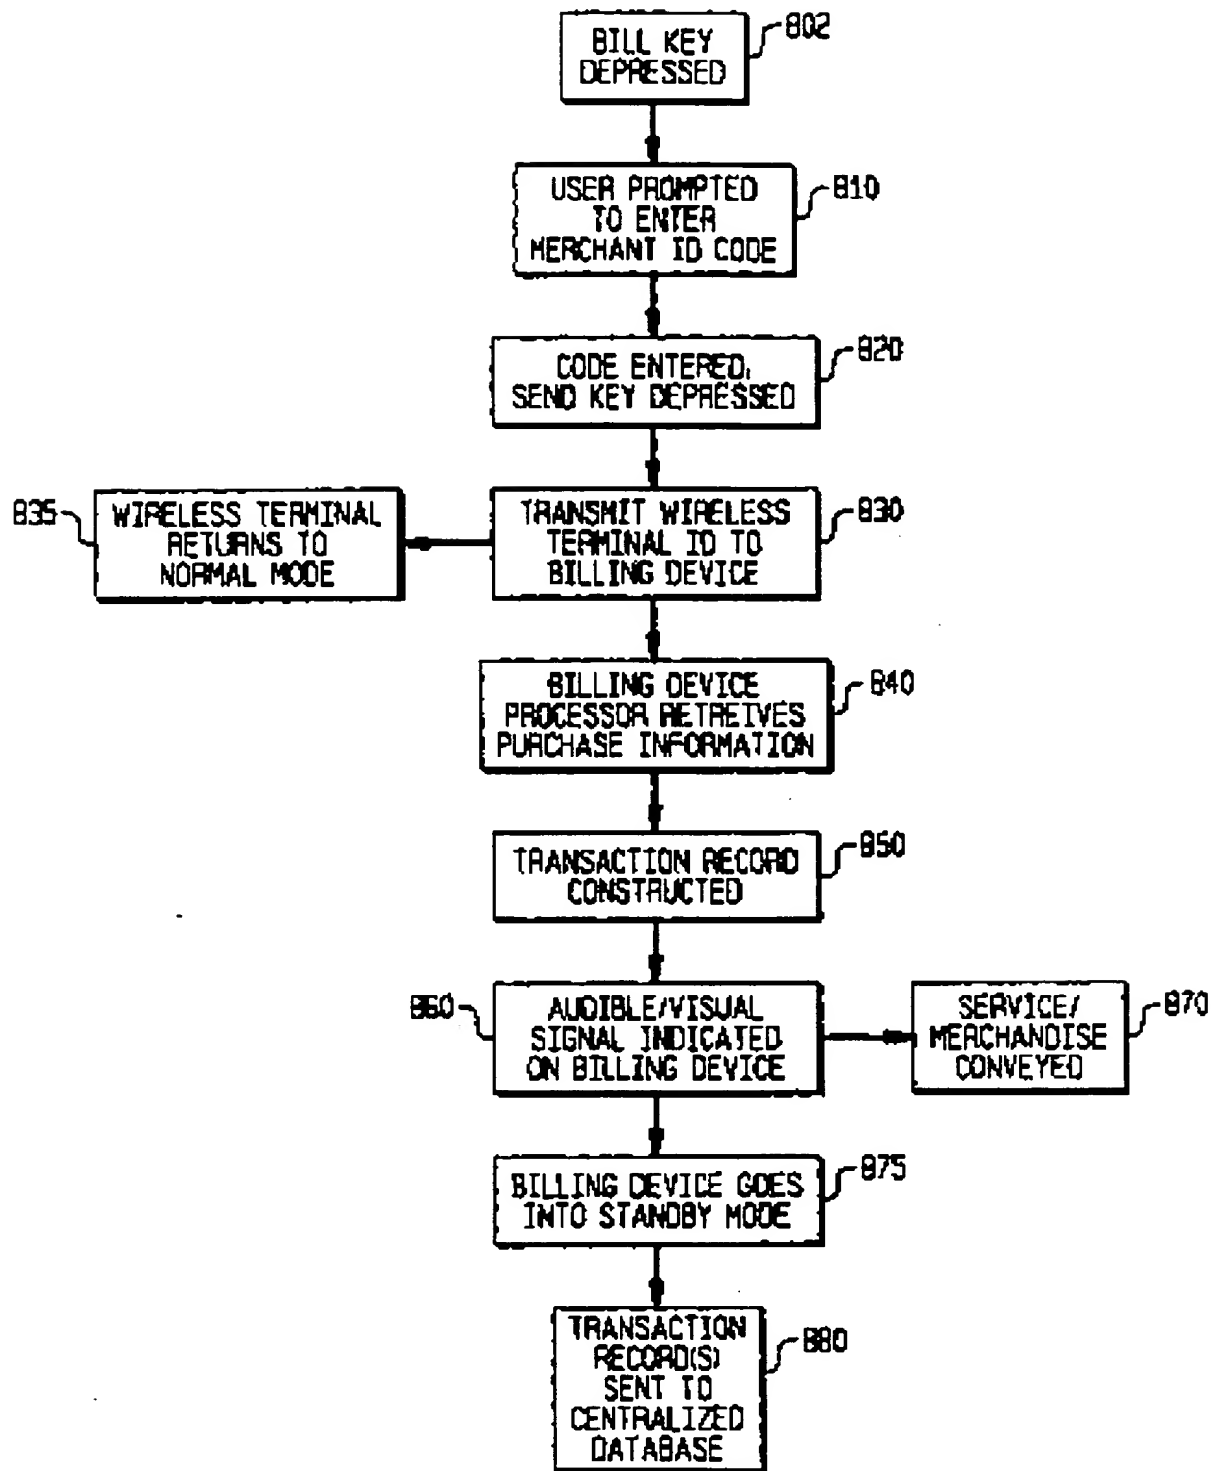 BILL KEY
DEPRESSED
802
USER PROMPTED
TO ENTER
MERCHANT ID CODE
810
CODE ENTERED,
SEND KEY DEPRESSED
820
835
WIRELESS TERMINAL
RETURNS TO
NORMAL MODE
TRANSMIT WIRELESS
TERMINAL ID TO
BILLING DEVICE
830
BILLING DEVICE
PROCESSOR RETREIVES
PURCHASE INFORMATION
840
TRANSACTION RECORD
CONSTRUCTED
850
860
AUDIBLE/VISUAL
SIGNAL INDICATED
ON BILLING DEVICE
SERVICE/
MERCHANDISE
CONVEYED
870
BILLING DEVICE GOES
INTO STANDBY MODE
875
TRANSACTION
RECORD(S)
SENT TO
CENTRALIZED
DATABASE
880